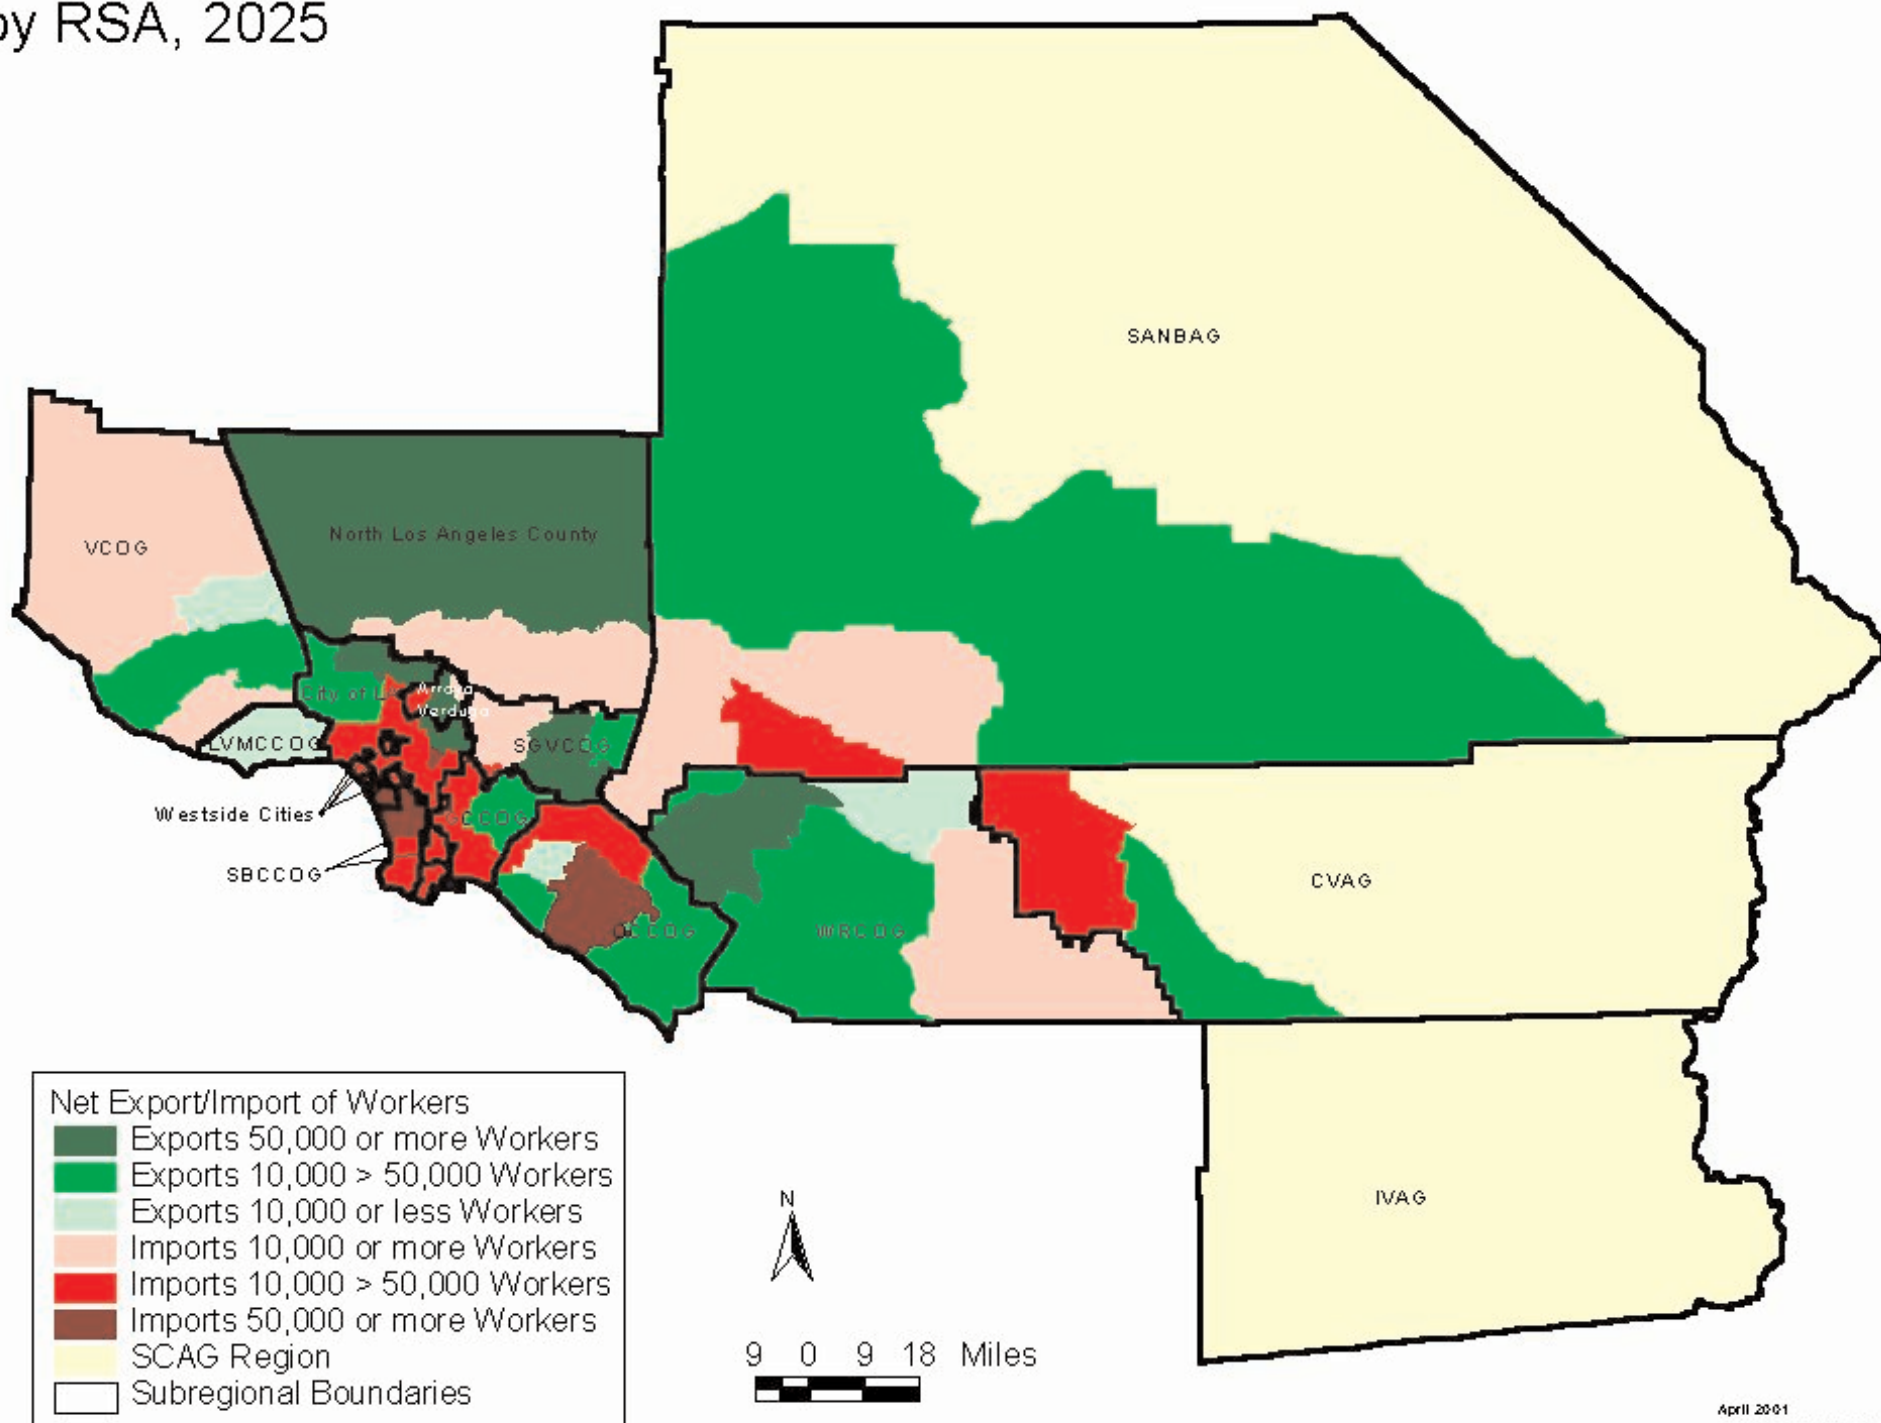 by RSA, 2025
SANBAG
North Los Angeles County
VCOG
City of
Arroyo
Verdugo
LVMCCOG
SGVCOG
Westside Cities
GCCOG
SBCCOG
CVAG
OCCOG
WRCOG
Net Export/Import of Workers
Exports 50,000 or more Workers
Exports 10,000 > 50,000 Workers
Exports 10,000 or less Workers
Imports 10,000 or more Workers
Imports 10,000 > 50,000 Workers
Imports 50,000 or more Workers
SCAG Region
Subregional Boundaries
N
IVAG
9 0 9 18 Miles
April 2001